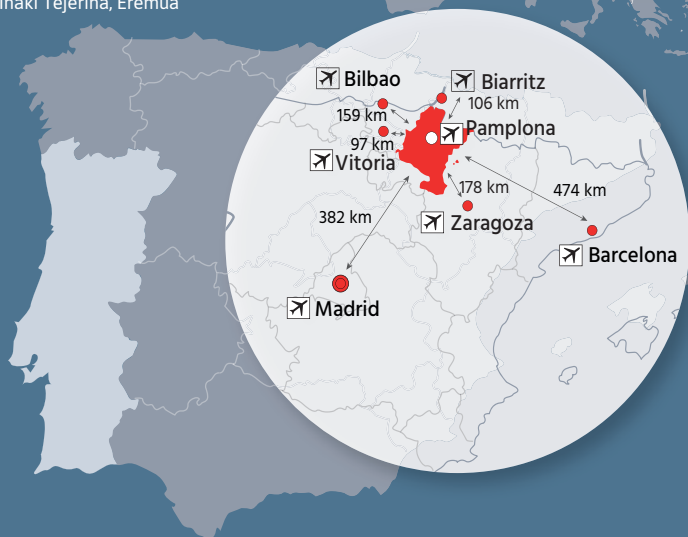 Iñaki Tejerina, Eremua
Bilbao
Biarritz
159 km
106 km
Pamplona
97 km
Vitoria
178 km
474 km
382 km
Zaragoza
Barcelona
Madrid